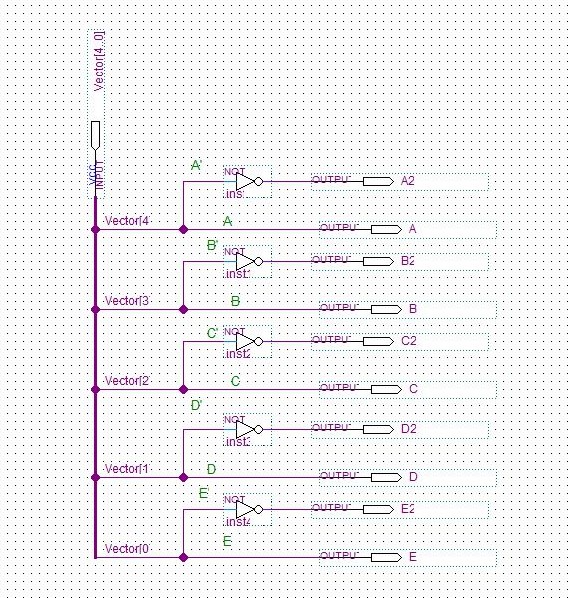 Vector[4..0]
VCC
INPUT
A'
NOT
OUTPUT
A2
inst
Vector[4
A
OUTPUT
A
B'
NOT
OUTPUT
B2
inst
Vector[3
B
OUTPUT
B
C'
NOT
OUTPUT
C2
inst2
Vector[2
C
OUTPUT
C
D'
NOT
OUTPUT
D2
inst
Vector[1
D
OUTPUT
D
E'
NOT
OUTPUT
E2
inst4
Vector[0
E
OUTPUT
E